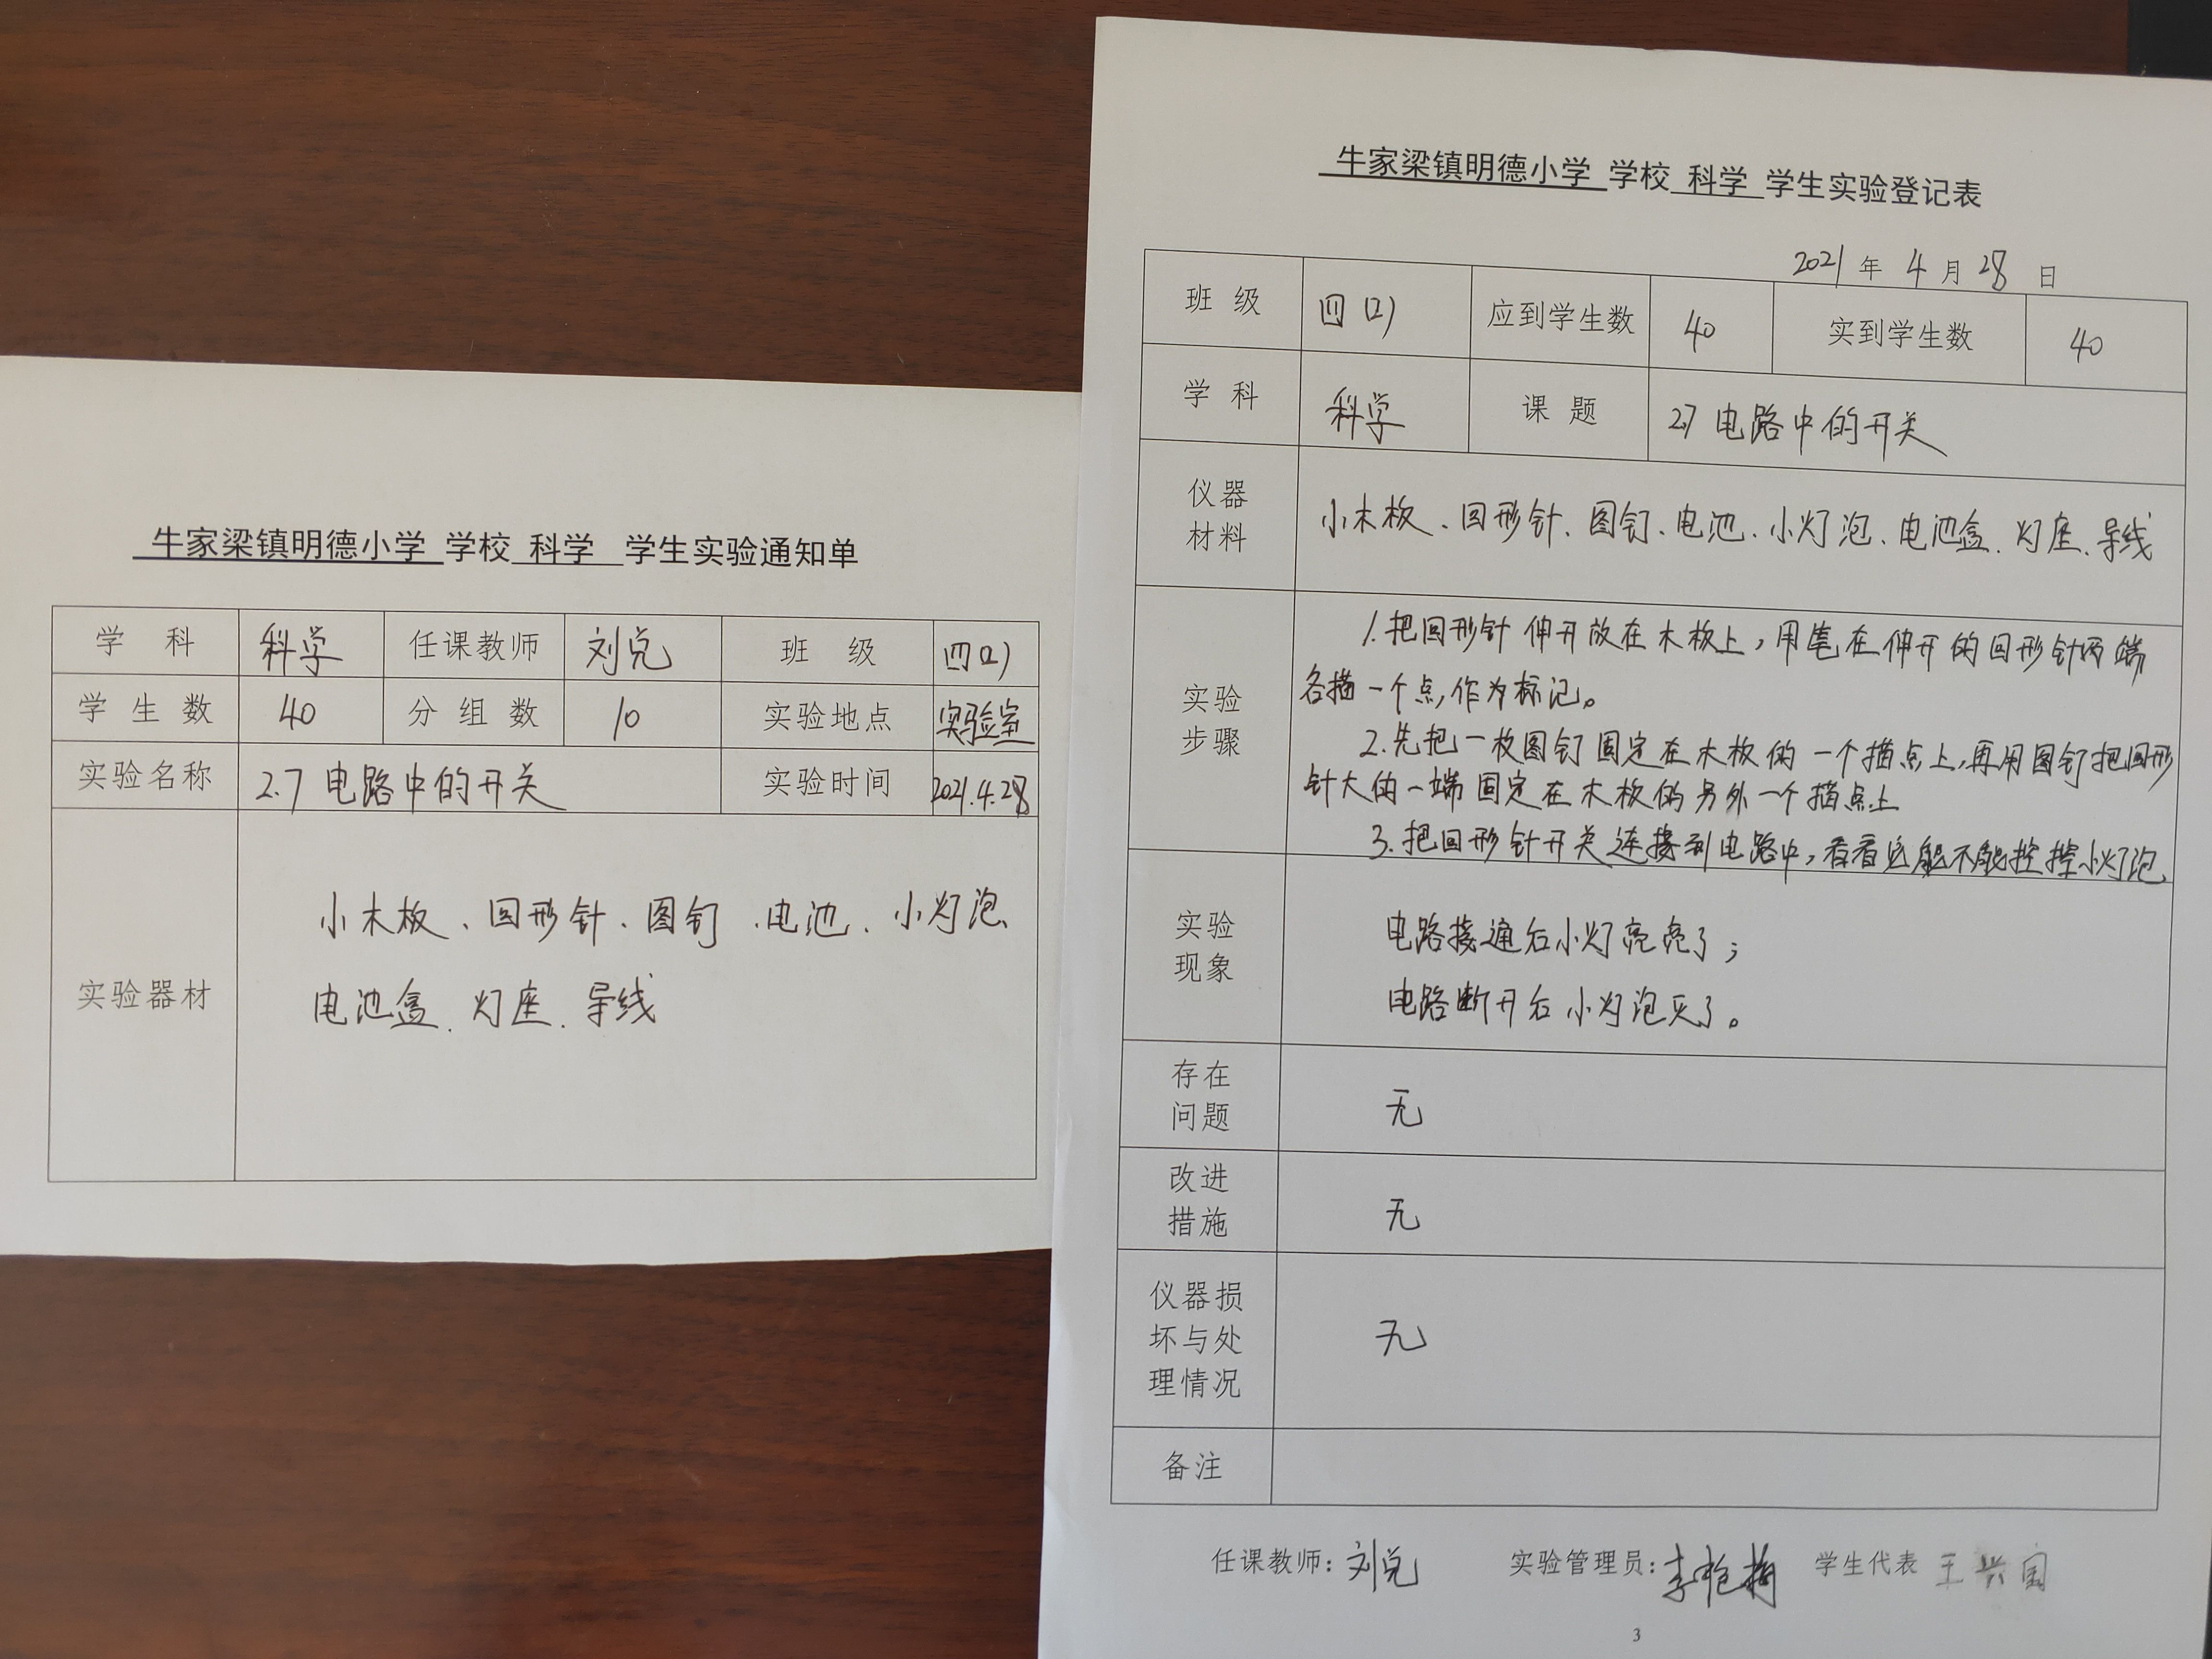 牛家梁镇明德小学 学校 科学 学生实验通知单
学 科 科学 任课教师 刘兑 班 级 四(2)
学 生 数 40 分 组 数 10 实验地点 实验室
实验名称 2.7 电路中的开关 实验时间 2021.4.28
实验器材
小木板、回形针、图钉、电池、小灯泡
电池盒、灯座、导线
牛家梁镇明德小学 学校 科学 学生实验登记表
2021 年 4 月 28 日
班 级 四(2) 应到学生数 40 实到学生数 40
学 科 科学 课 题 2.7 电路中的开关
仪器
材料
小木板、回形针、图钉、电池、小灯泡、电池盒、灯座、导线
实验
步骤
1.把回形针伸开放在木板上,用笔在伸开的回形针两端
各描一个点,作为标记。
2.先把一枚图钉固定在木板的一个描点上,再用图钉把回形
针大的一端固定在木板的另外一个描点上
3.把回形针开关连接到电路中,看看它能不能控控小灯泡
实验
现象
电路接通后小灯亮亮了;
电路断开后小灯泡灭了。
存在
问题
无
改进
措施
无
仪器损
坏与处
理情况
无
备注
任课教师:刘兑 实验管理员:李艳梅 学生代表 王兴国
3